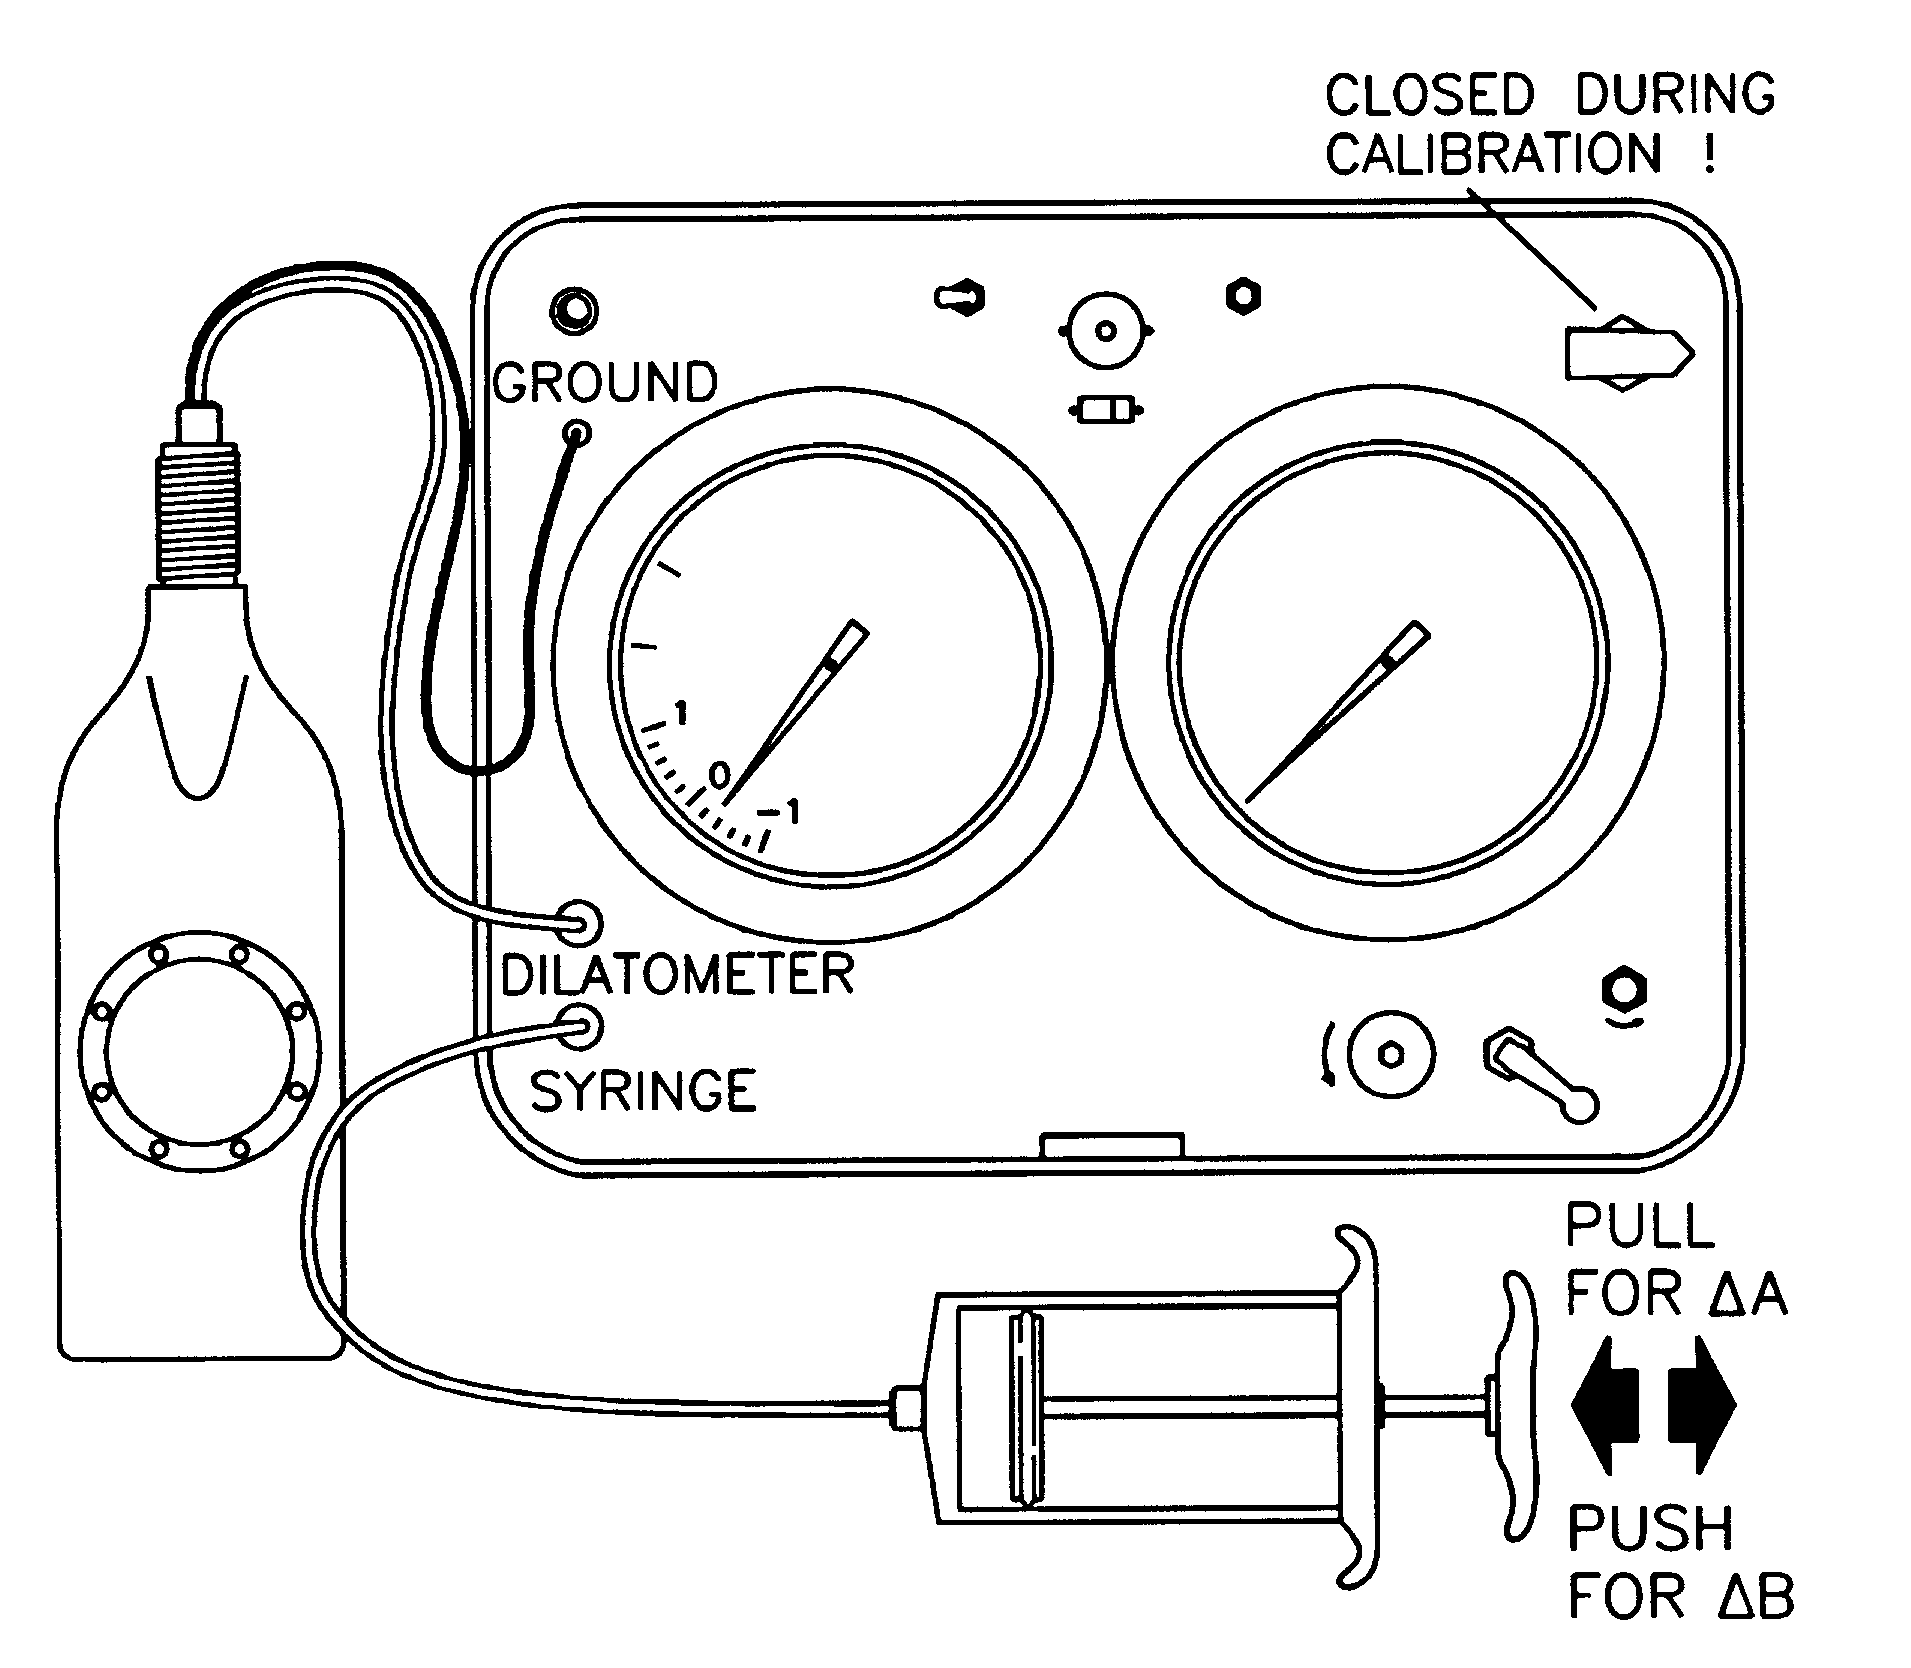 CLOSED DURING
CALIBRATION !
GROUND
1
0
-1
DILATOMETER
SYRINGE
PULL
FOR ΔA
PUSH
FOR ΔB